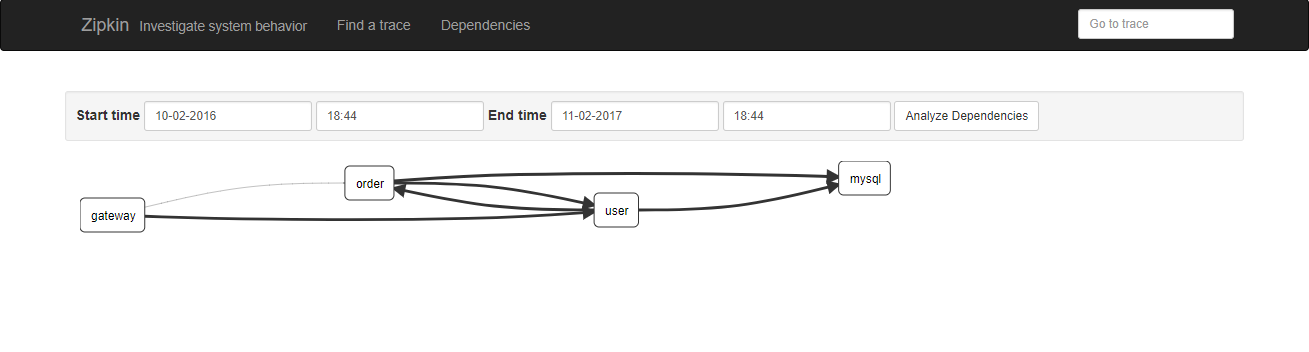 Zipkin Investigate system behavior Find a trace Dependencies Go to trace
Start time 10-02-2016 18:44 End time 11-02-2017 18:44 Analyze Dependencies
order
mysql
gateway
user